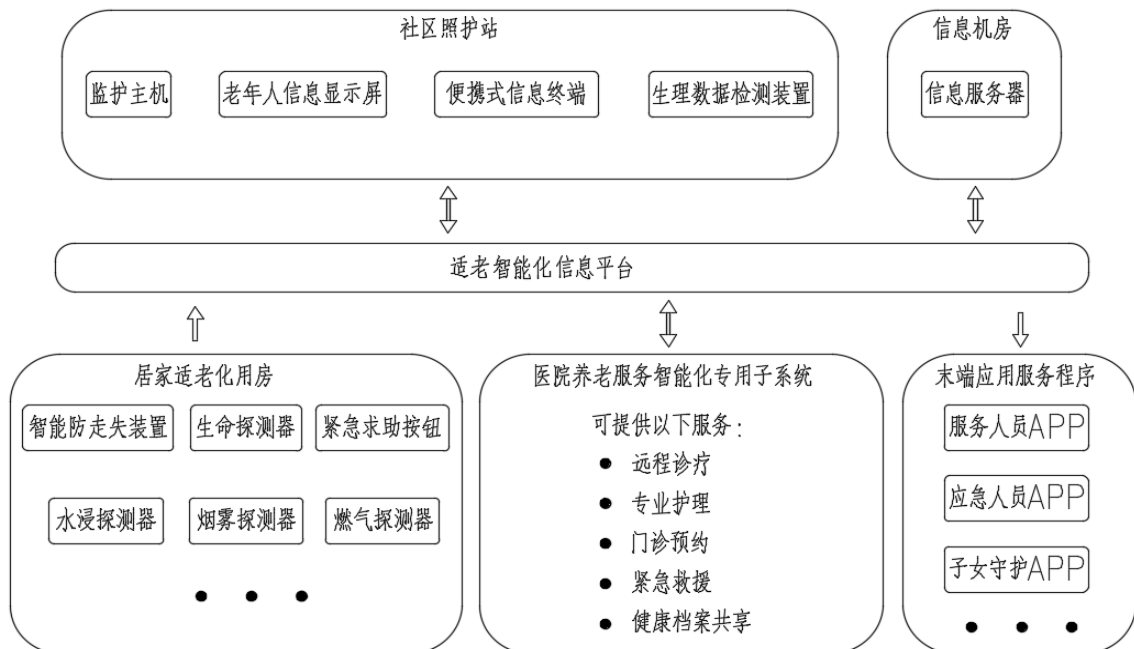 社区照护站
监护主机
老年人信息显示屏
便携式信息终端
生理数据检测装置
信息机房
信息服务器
适老智能化信息平台
居家适老化用房
智能防走失装置
生命探测器
紧急求助按钮
水浸探测器
烟雾探测器
燃气探测器
医院养老服务智能化专用子系统
可提供以下服务：
● 远程诊疗
● 专业护理
● 门诊预约
● 紧急救援
● 健康档案共享
末端应用服务程序
服务人员APP
应急人员APP
子女守护APP